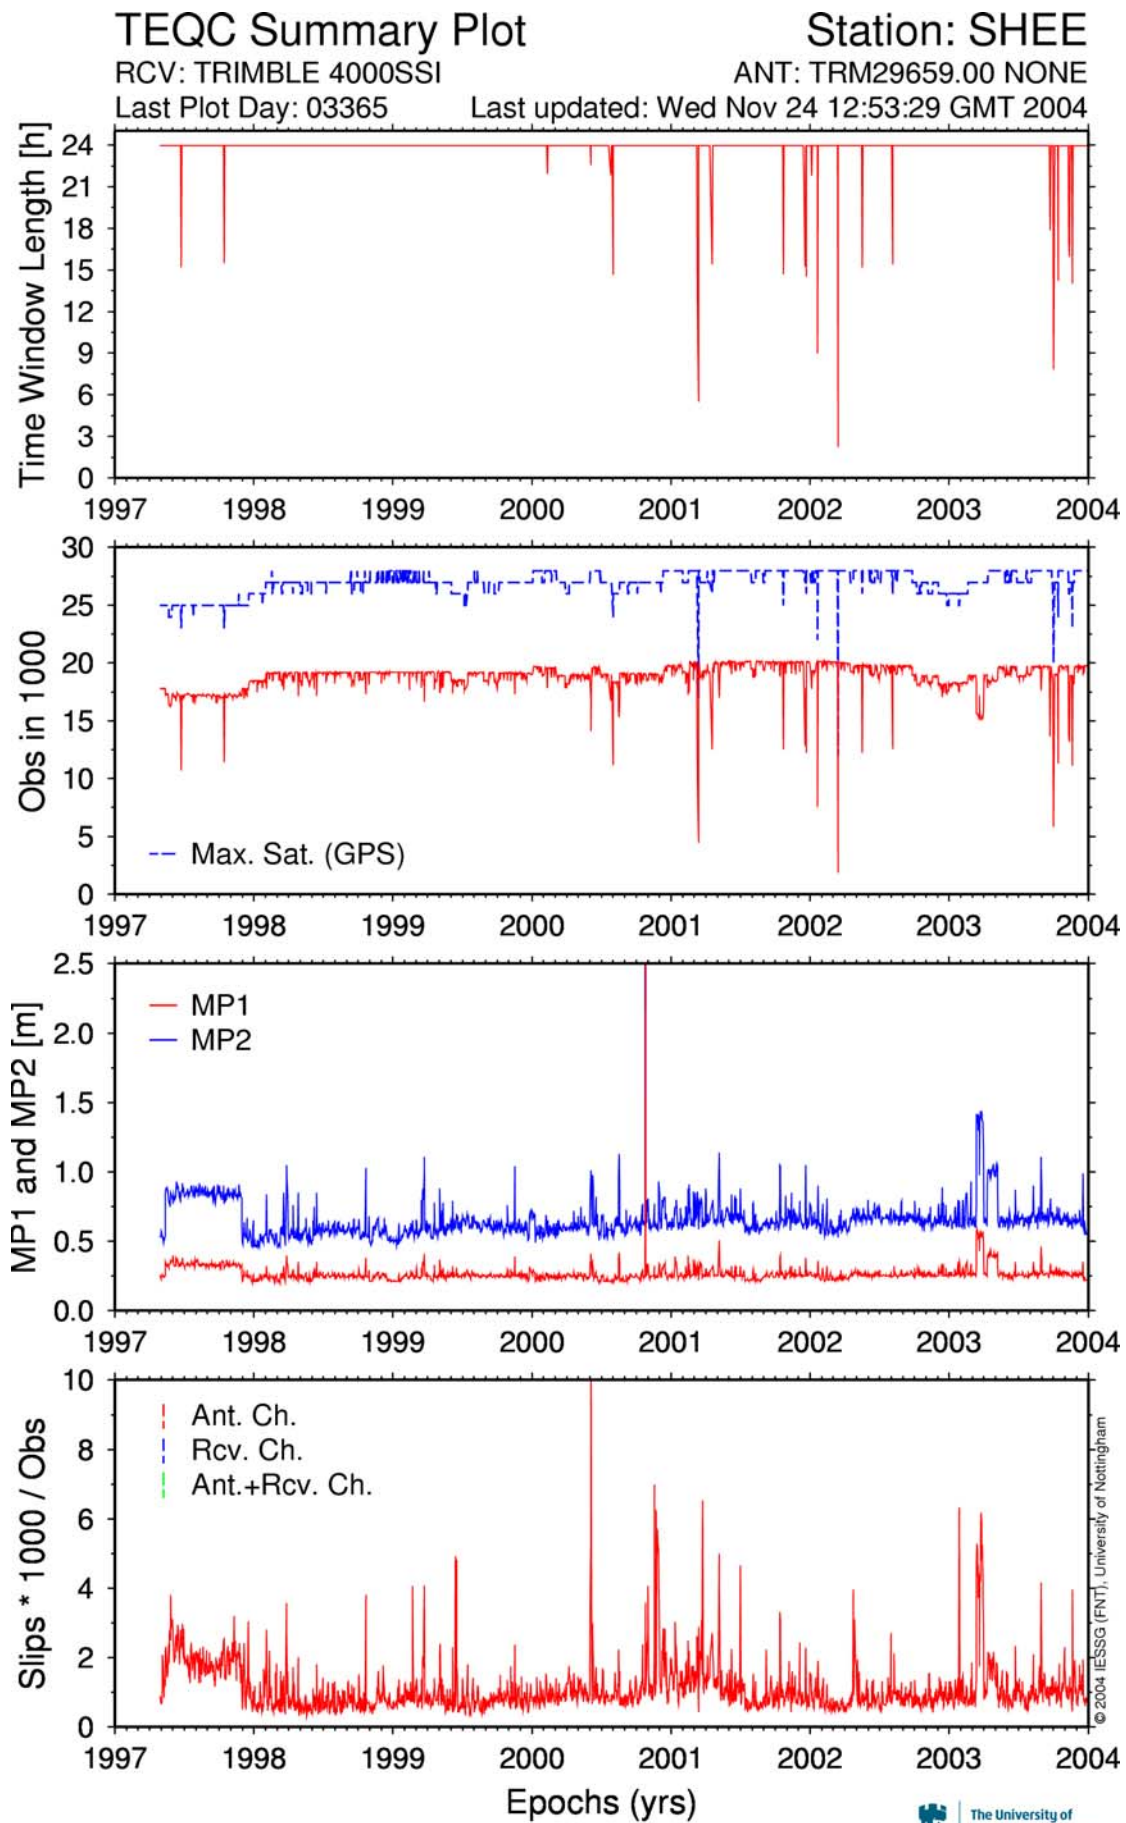 TEQC Summary Plot Station: SHEE
RCV: TRIMBLE 4000SSI ANT: TRM29659.00 NONE
Last Plot Day: 03365 Last updated: Wed Nov 24 12:53:29 GMT 2004
Time Window Length [h]
24
21
18
15
12
9
6
3
0
1997 1998 1999 2000 2001 2002 2003 2004
Obs in 1000
30
25
20
15
10
5
0
Max. Sat. (GPS)
1997 1998 1999 2000 2001 2002 2003 2004
MP1 and MP2 [m]
2.5
2.0
1.5
1.0
0.5
0.0
MP1
MP2
1997 1998 1999 2000 2001 2002 2003 2004
Slips * 1000 / Obs
10
8
6
4
2
0
Ant. Ch.
Rcv. Ch.
Ant.+Rcv. Ch.
© 2004 IESSG (FNT), University of Nottingham
1997 1998 1999 2000 2001 2002 2003 2004
Epochs (yrs)
The University of